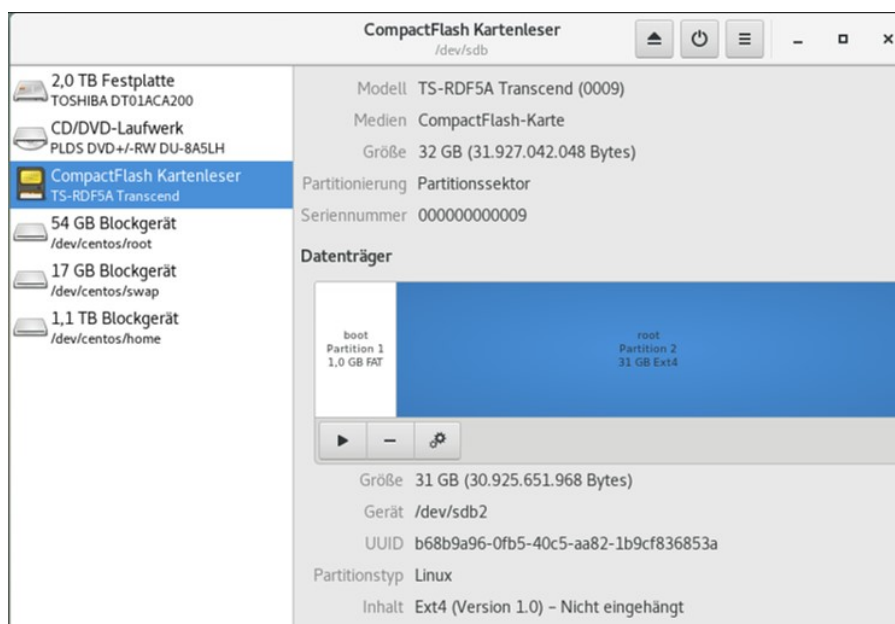 CompactFlash Kartenleser
/dev/sdb
2,0 TB Festplatte
TOSHIBA DT01ACA200
CD/DVD-Laufwerk
PLDS DVD+/-RW DU-8A5LH
CompactFlash Kartenleser
TS-RDF5A Transcend
54 GB Blockgerät
/dev/centos/root
17 GB Blockgerät
/dev/centos/swap
1,1 TB Blockgerät
/dev/centos/home
Modell TS-RDF5A Transcend (0009)
Medien CompactFlash-Karte
Größe 32 GB (31.927.042.048 Bytes)
Partitionierung Partitionssektor
Seriennummer 000000000009
Datenträger
boot
Partition 1
1,0 GB FAT
root
Partition 2
31 GB Ext4
Größe 31 GB (30.925.651.968 Bytes)
Gerät /dev/sdb2
UUID b68b9a96-0fb5-40c5-aa82-1b9cf836853a
Partitionstyp Linux
Inhalt Ext4 (Version 1.0) – Nicht eingehängt